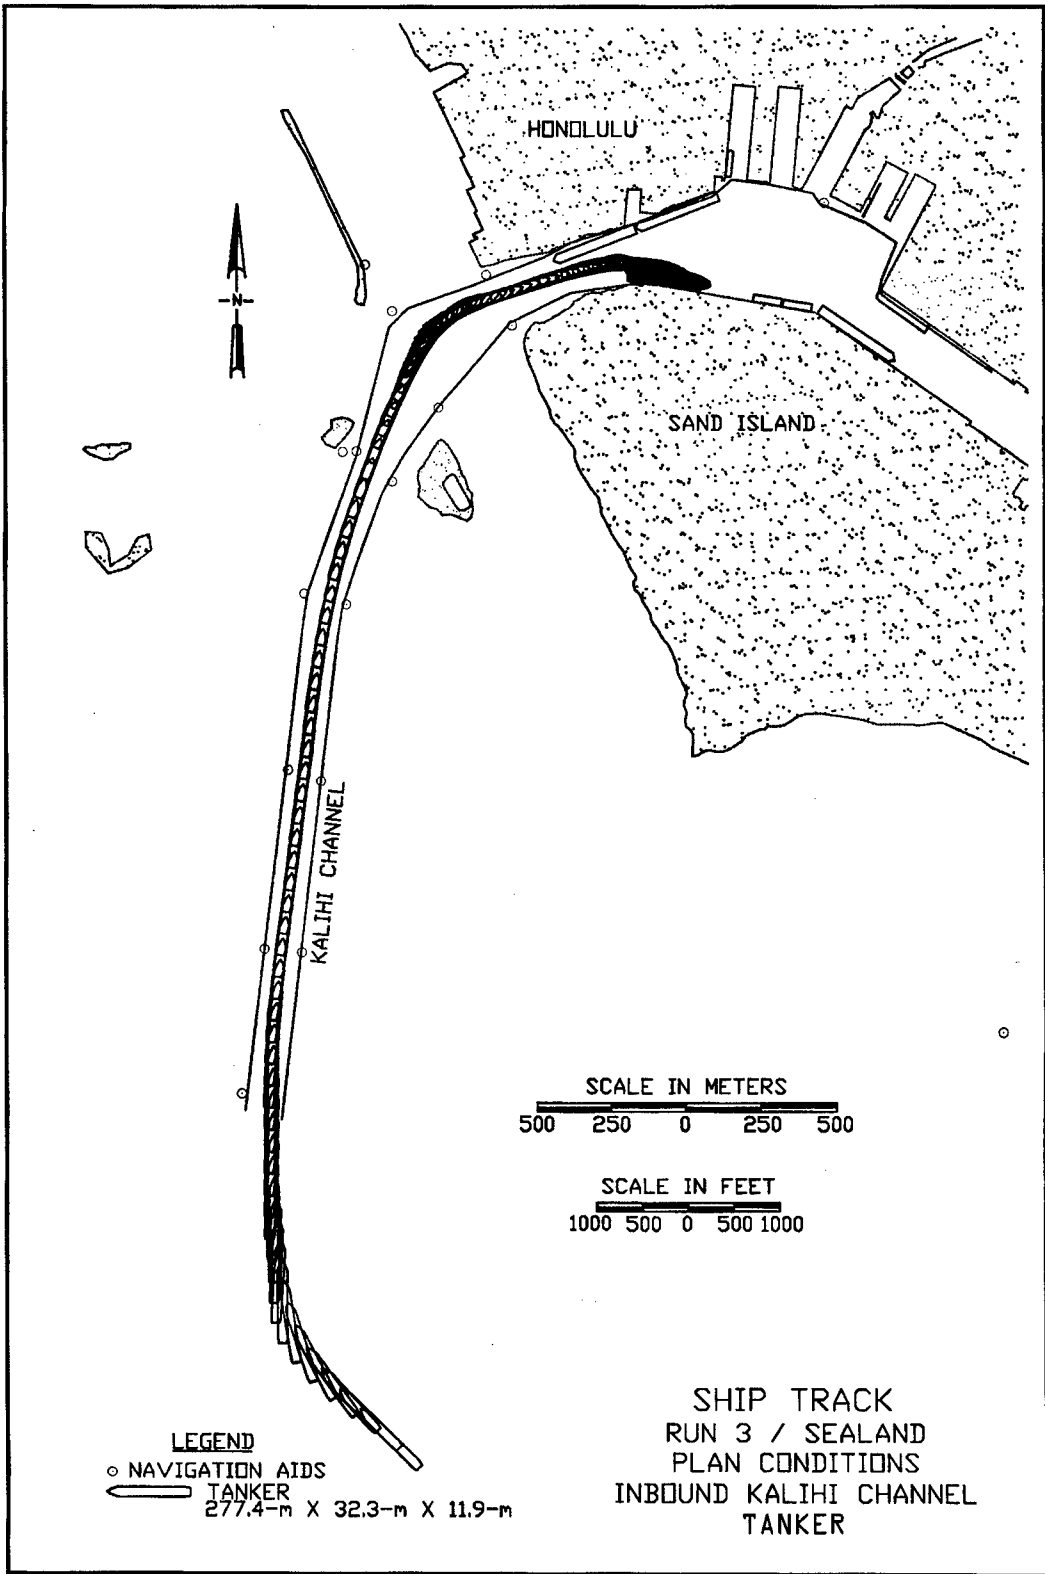 HONOLULU
N
SAND ISLAND
KALIHI CHANNEL
SCALE IN METERS
500 250 0 250 500
SCALE IN FEET
1000 500 0 500 1000
SHIP TRACK
RUN 3 / SEALAND
PLAN CONDITIONS
INBOUND KALIHI CHANNEL
TANKER
LEGEND
NAVIGATION AIDS
TANKER
277.4-m X 32.3-m X 11.9-m